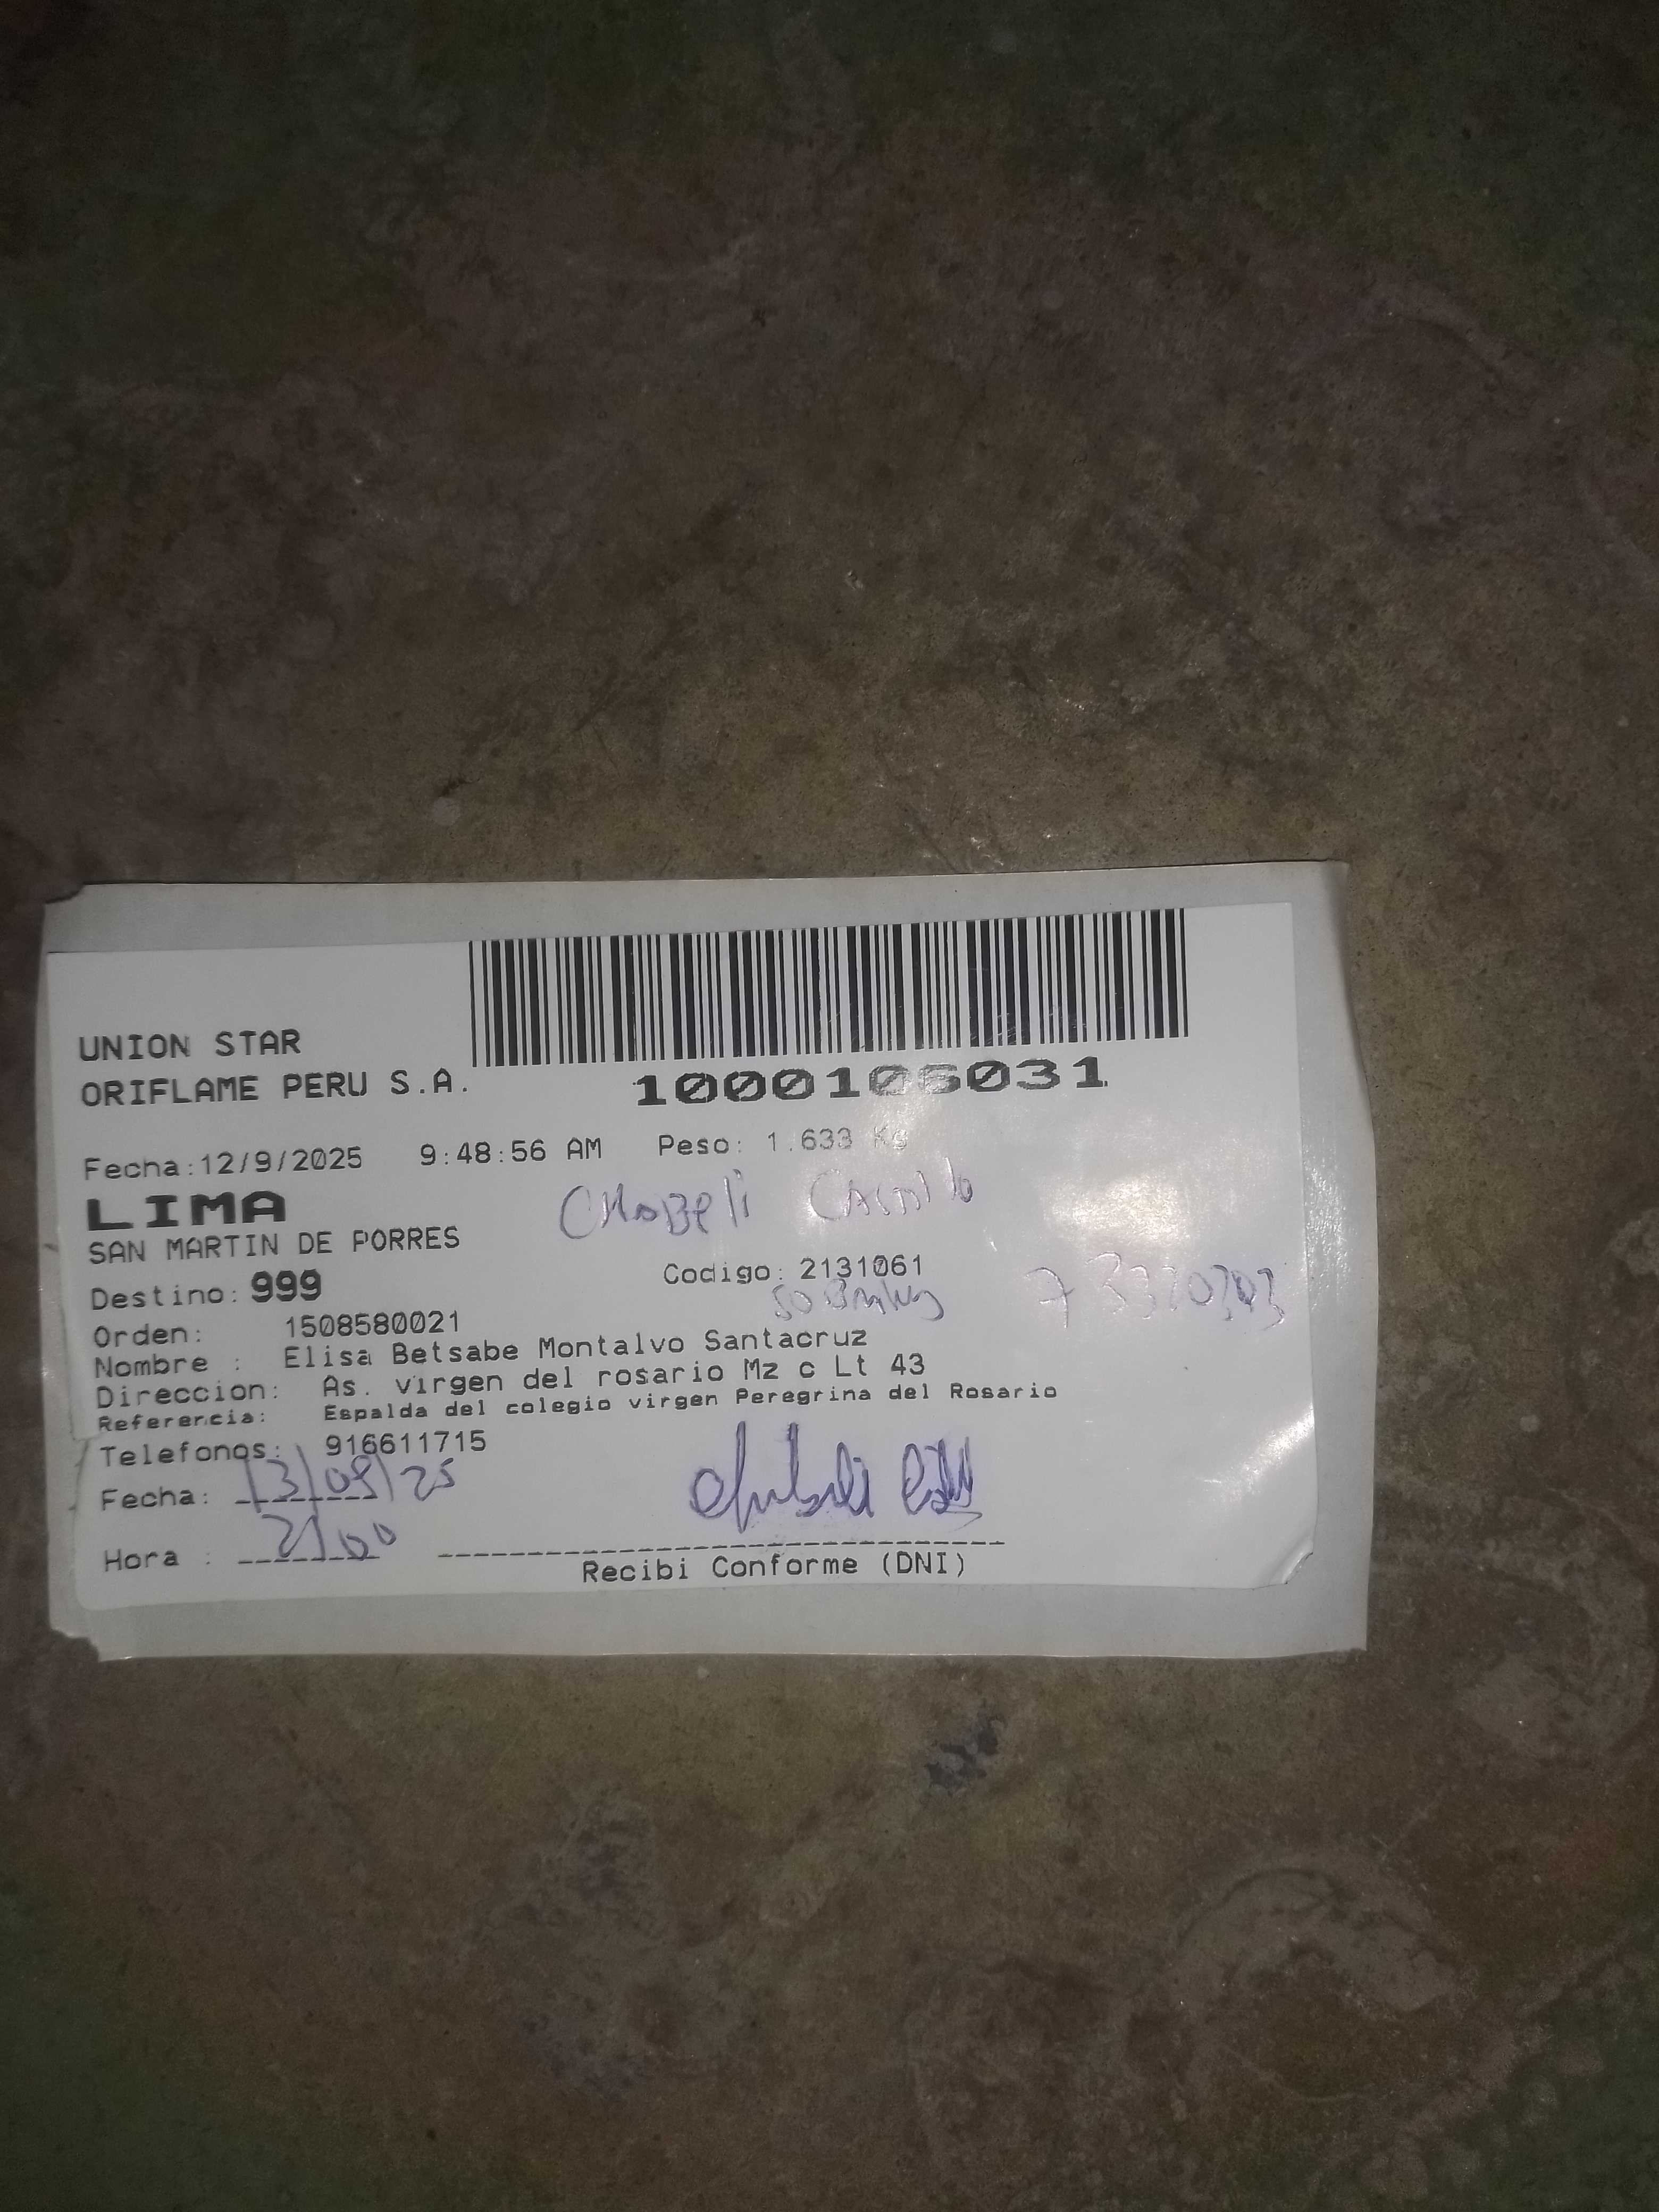 UNION STAR
ORIFLAME PERU S.A.
1000105031
Fecha:12/9/2025 9:48:56 AM Peso: 1.633 Kg
LIMA
CHABEli
SAN MARTIN DE PORRES
Codigo: 2131061
Destino: 999
Orden: 1508580021
Nombre : Elisa Betsabe Montalvo Santacruz
Direccion: As. virgen del rosario Mz c Lt 43
Referencia: Espalda del colegio virgen Peregrina del Rosario
Telefonos: 916611715
Fecha: 13/09/25
Hora : 21:00
Recibi Conforme (DNI)